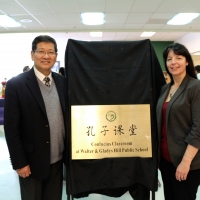 孔子课堂
Confucius Classroom
at Walter & Gladys Hill Public School